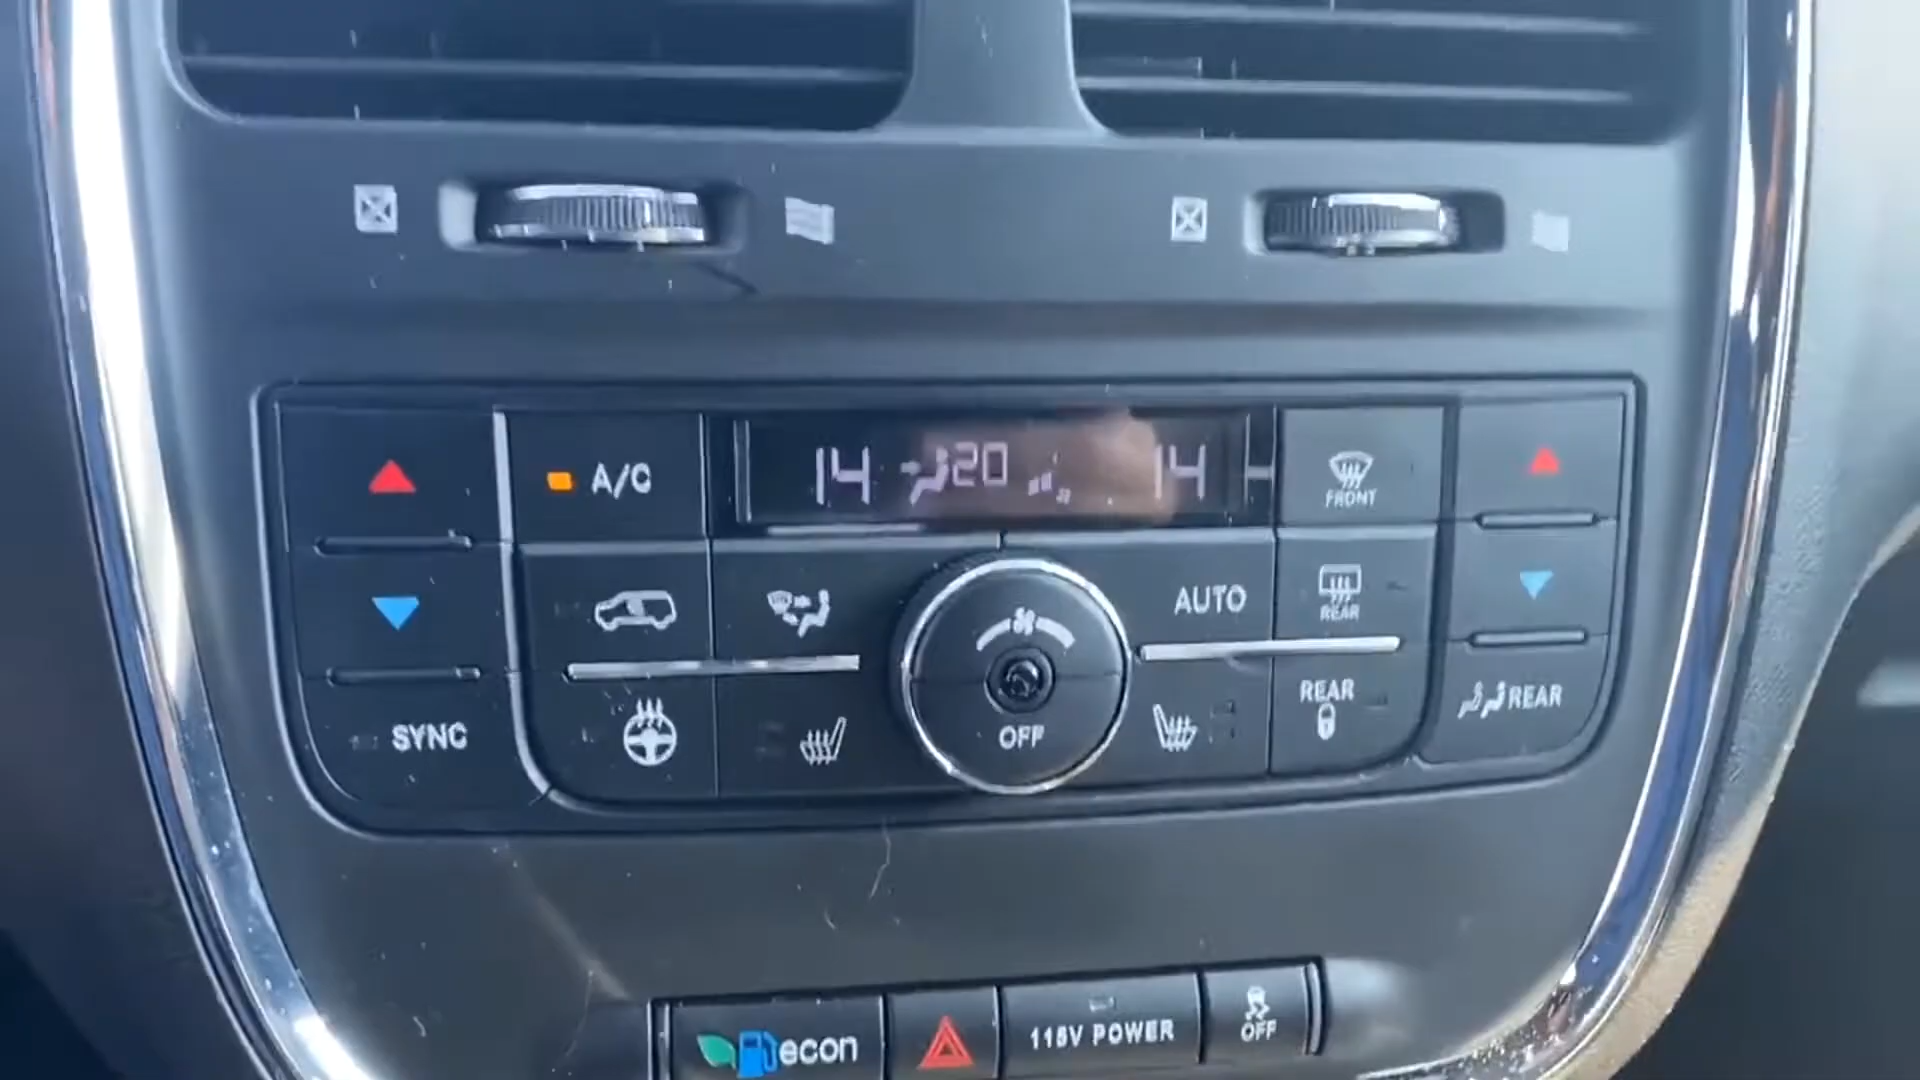 A/C
14 20 14
FRONT
AUTO
REAR
SYNC
OFF
REAR
REAR
econ
115V POWER
OFF